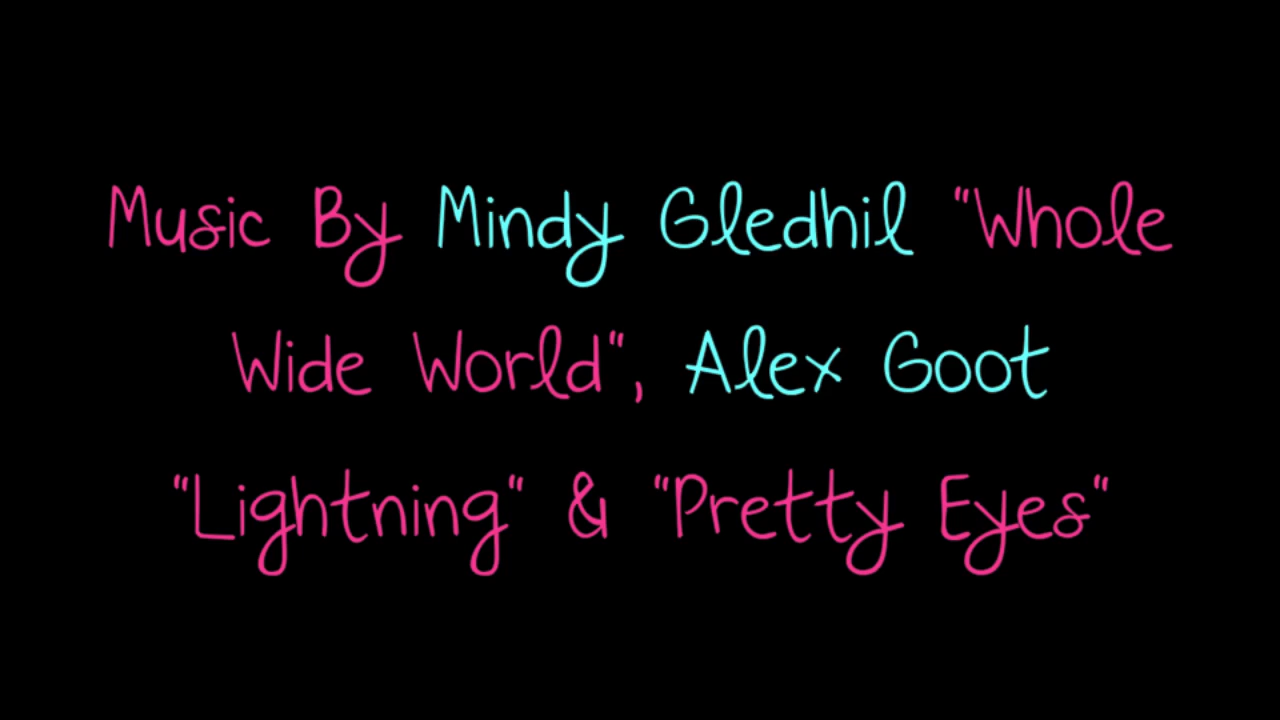 Music By Mindy Gledhil "Whole
Wide World", Alex Goot
"Lightning" & "Pretty Eyes"